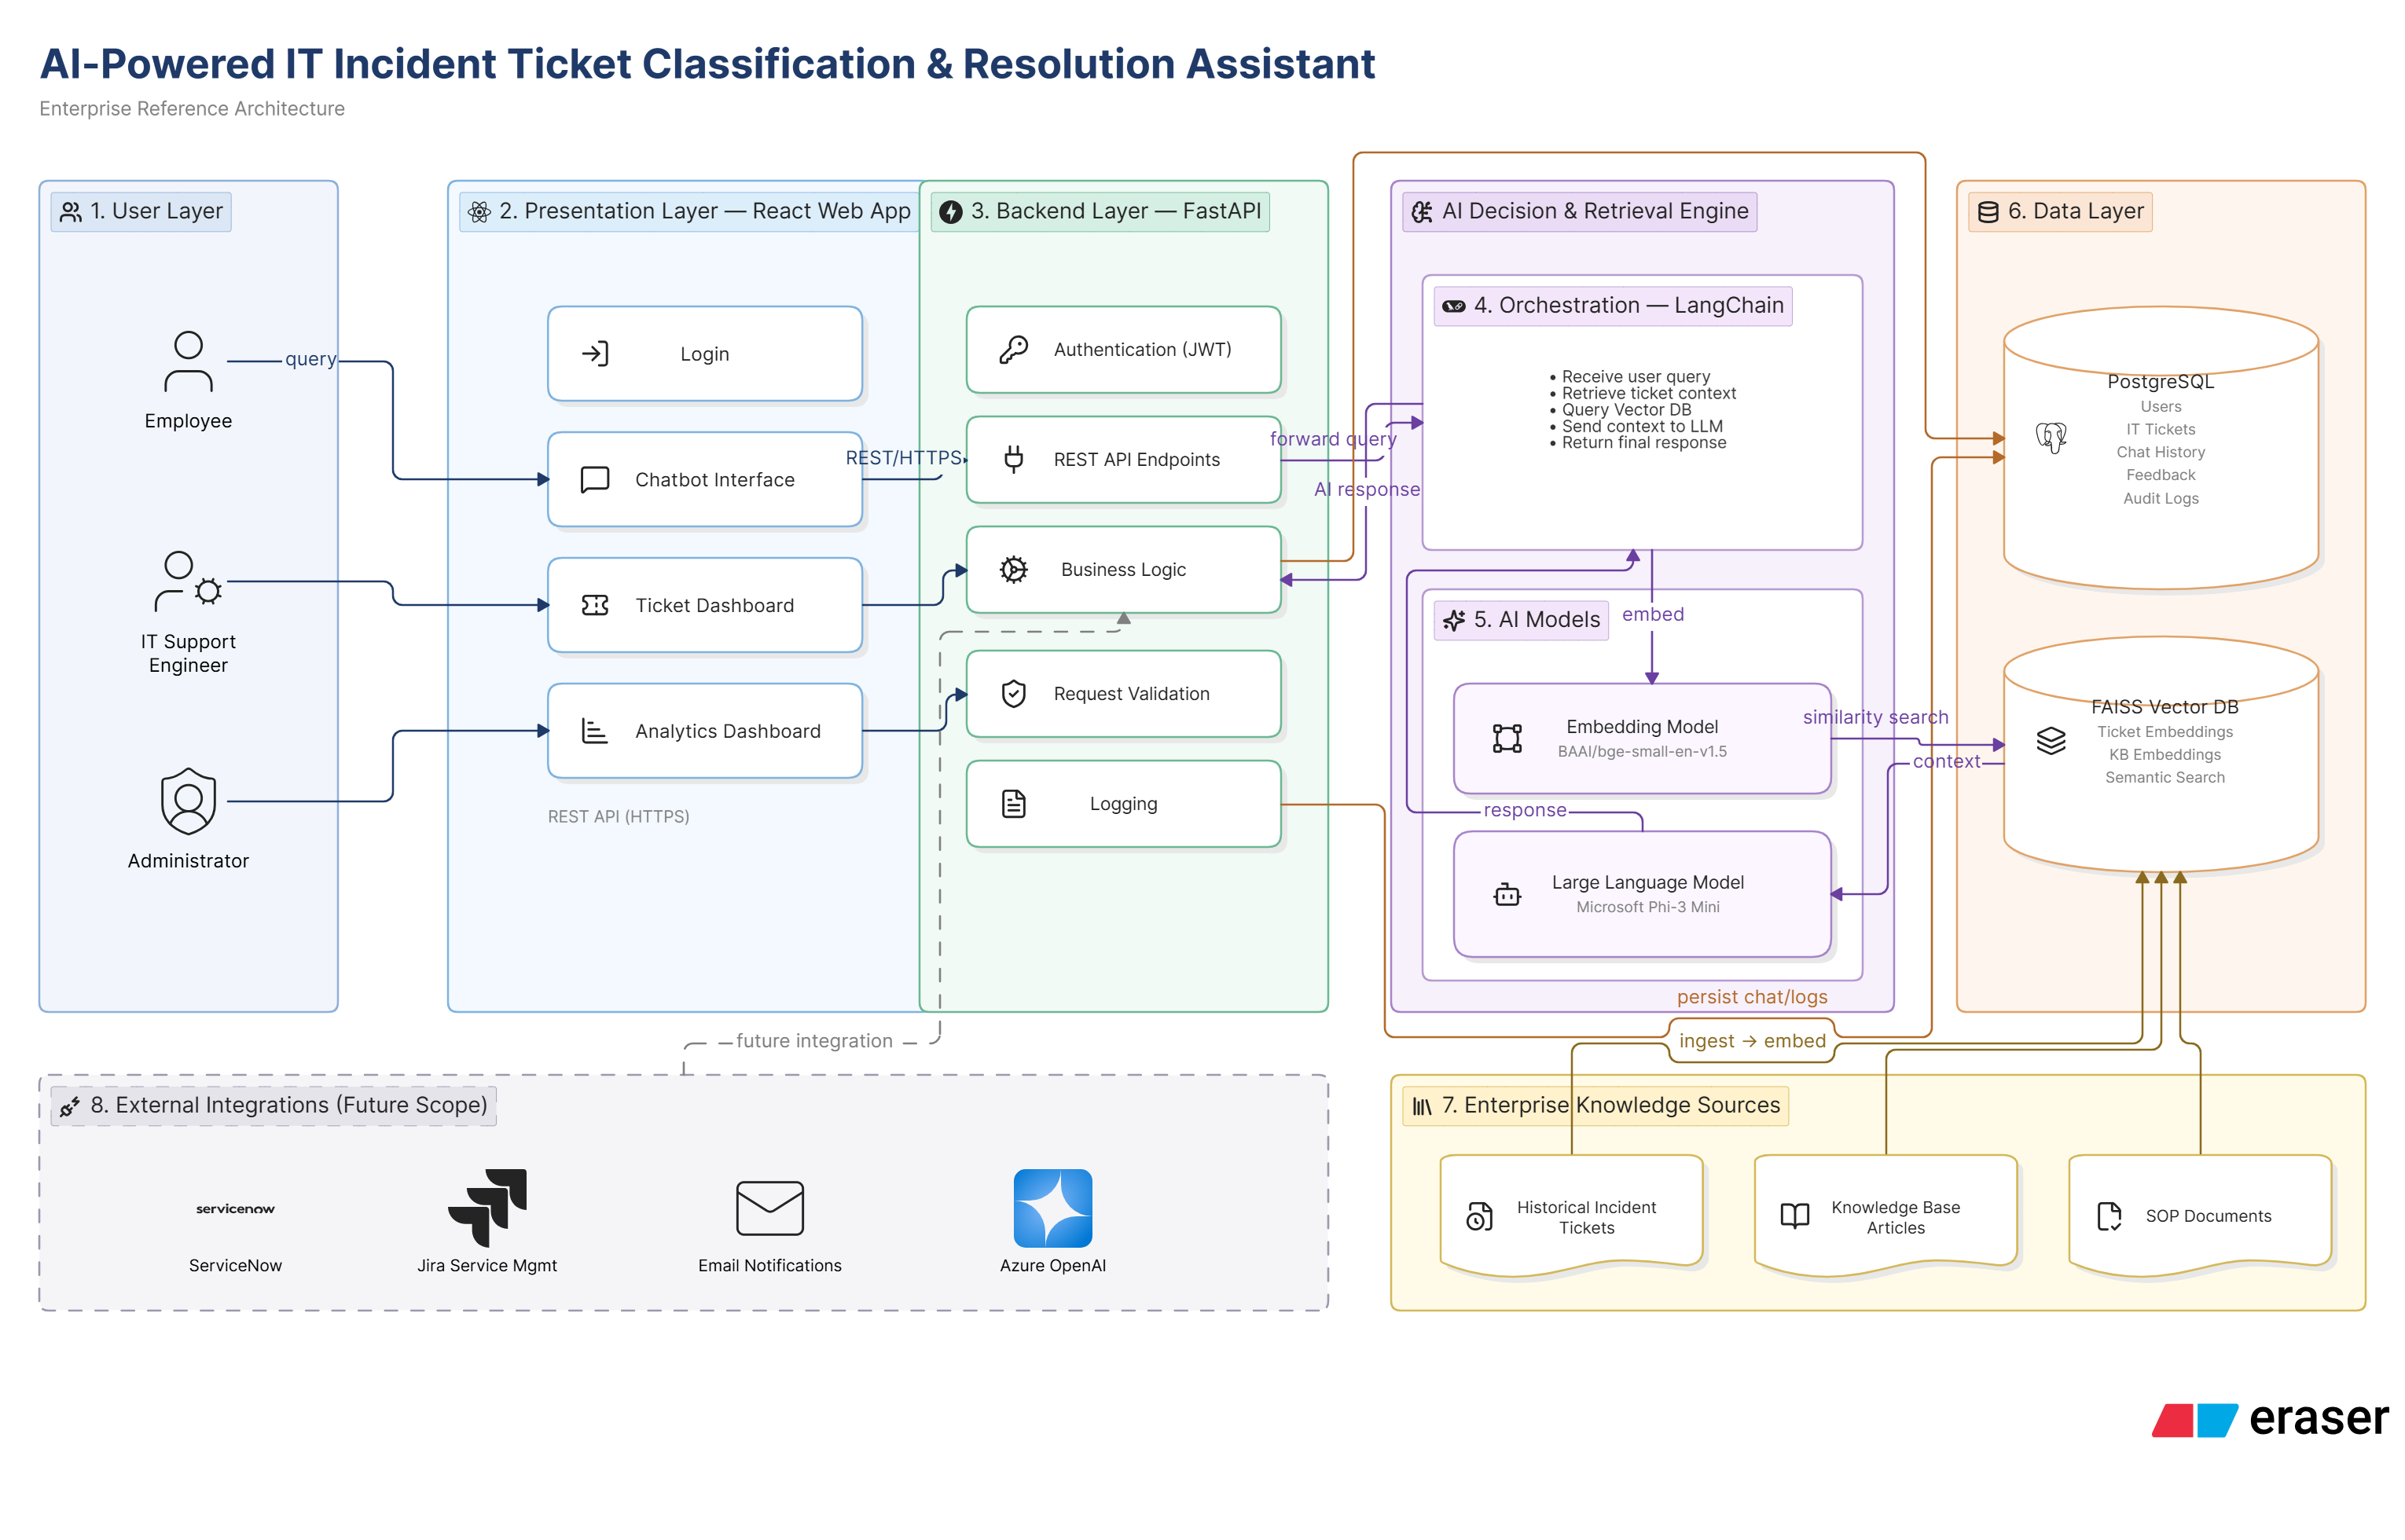 AI-Powered IT Incident Ticket Classification & Resolution Assistant
Enterprise Reference Architecture
1. User Layer
Employee
IT Support
Engineer
Administrator
query
2. Presentation Layer — React Web App
Login
Chatbot Interface
Ticket Dashboard
Analytics Dashboard
REST API (HTTPS)
REST/HTTPS
3. Backend Layer — FastAPI
Authentication (JWT)
REST API Endpoints
Business Logic
Request Validation
Logging
forward query
AI response
AI Decision & Retrieval Engine
4. Orchestration — LangChain
• Receive user query
• Retrieve ticket context
• Query Vector DB
• Send context to LLM
• Return final response
embed
5. AI Models
Embedding Model
BAAI/bge-small-en-v1.5
response
Large Language Model
Microsoft Phi-3 Mini
similarity search
context
6. Data Layer
PostgreSQL
Users
IT Tickets
Chat History
Feedback
Audit Logs
FAISS Vector DB
Ticket Embeddings
KB Embeddings
Semantic Search
persist chat/logs
ingest → embed
future integration
8. External Integrations (Future Scope)
servicenow
ServiceNow
Jira Service Mgmt
Email Notifications
Azure OpenAI
7. Enterprise Knowledge Sources
Historical Incident
Tickets
Knowledge Base
Articles
SOP Documents
eraser